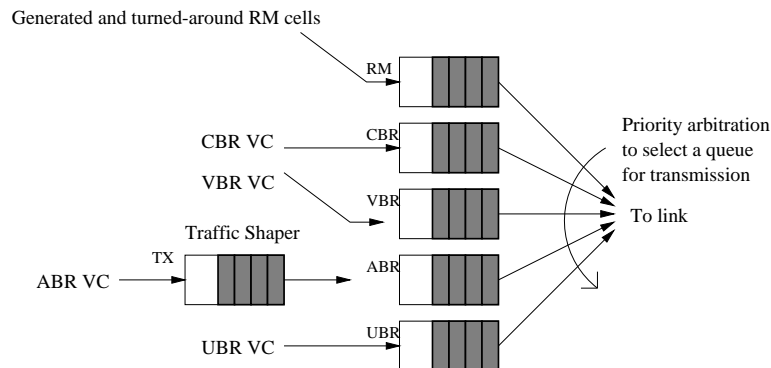 Generated and turned-around RM cells
RM
CBR VC
CBR
Priority arbitration
to select a queue
for transmission
VBR VC
VBR
To link
Traffic Shaper
TX
ABR VC
ABR
UBR VC
UBR